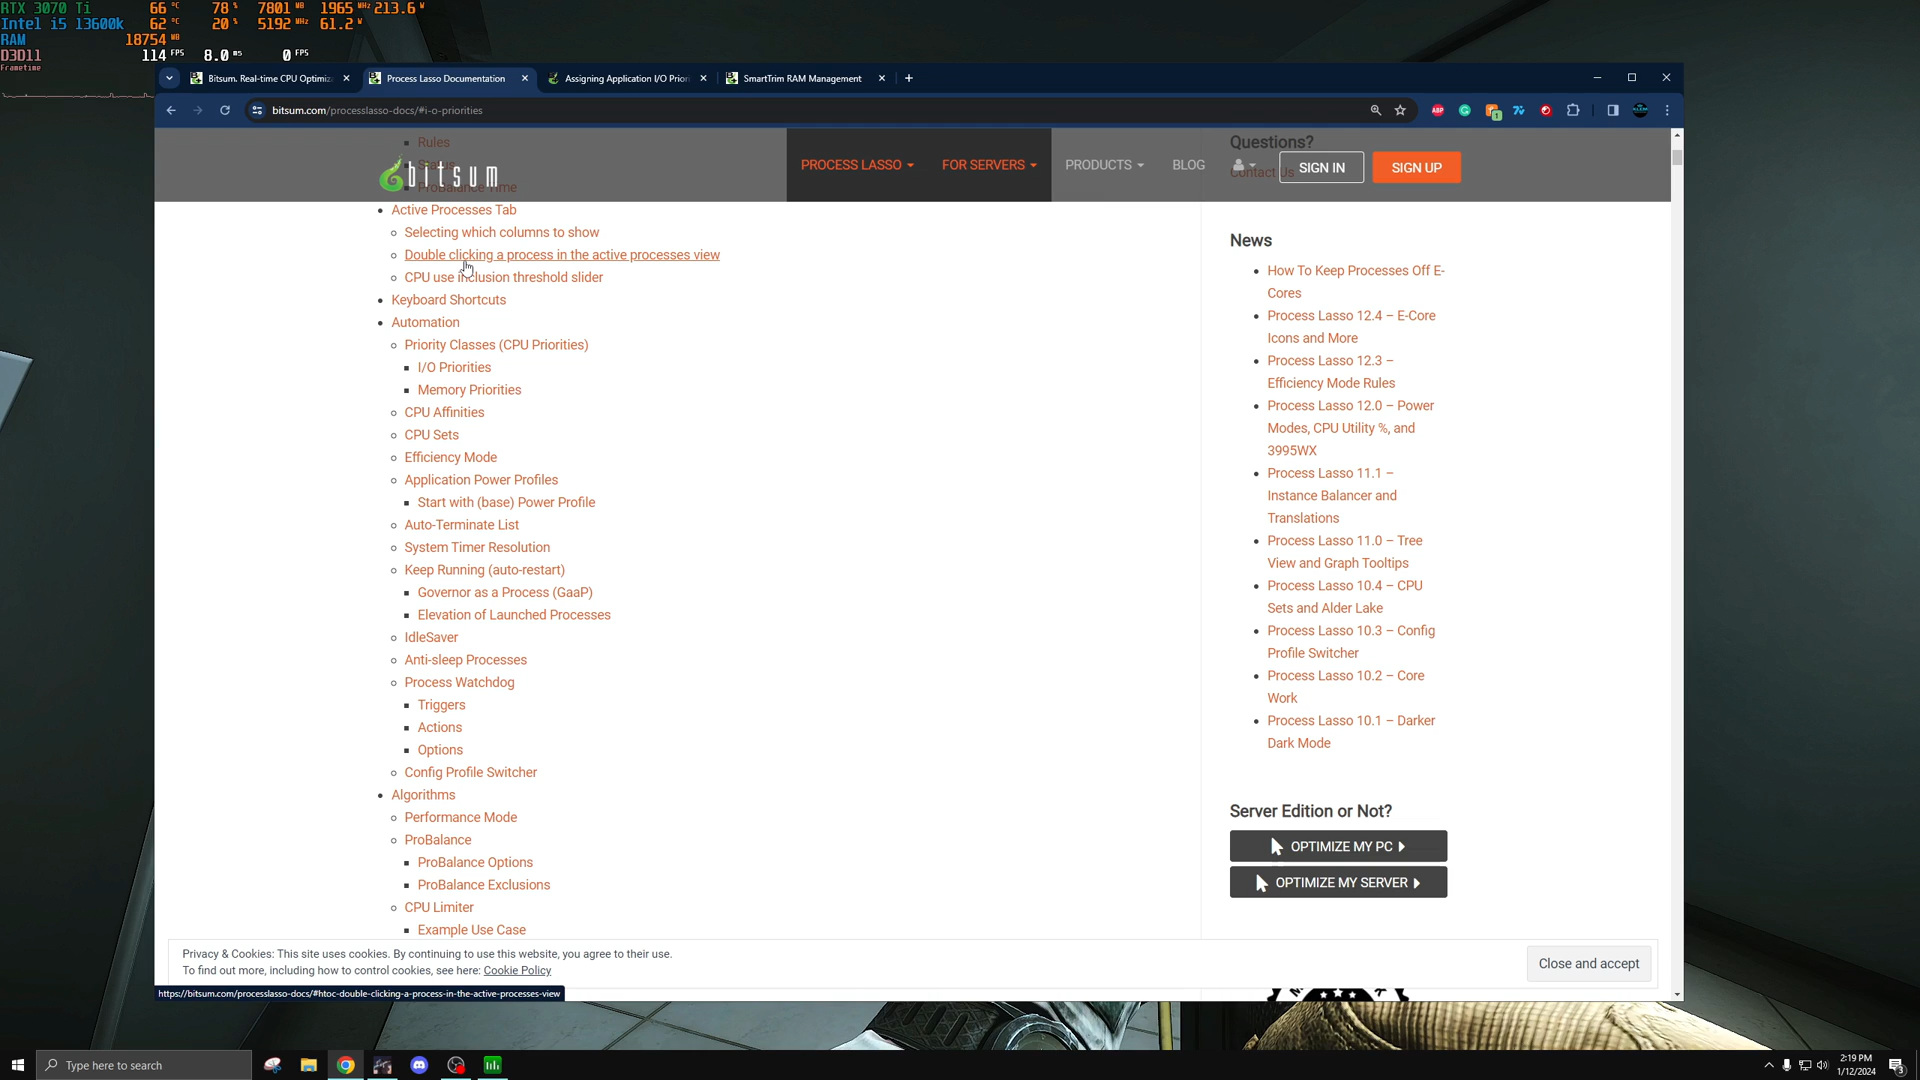 RTX 3070 Ti 66 °C 78 % 7801 MB 1965 MHz 213.6 W
Intel i5 13600k 62 °C 20 % 5192 MHz 61.2 W
RAM 18754 MB
D3D11 114 FPS 8.0 ms 0 FPS
Frametime
Bitsum. Real-time CPU Optimiz
Process Lasso Documentation
Assigning Application I/O Prior
SmartTrim RAM Management
bitsum.com/processlasso-docs/#i-o-priorities
ABP
1
Rules
bitsum
PROCESS LASSO
FOR SERVERS
PRODUCTS
BLOG
SIGN IN
SIGN UP
Questions?
Contact Us
Active Processes Tab
Selecting which columns to show
Double clicking a process in the active processes view
CPU use inclusion threshold slider
Keyboard Shortcuts
Automation
Priority Classes (CPU Priorities)
I/O Priorities
Memory Priorities
CPU Affinities
CPU Sets
Efficiency Mode
Application Power Profiles
Start with (base) Power Profile
Auto-Terminate List
System Timer Resolution
Keep Running (auto-restart)
Governor as a Process (GaaP)
Elevation of Launched Processes
IdleSaver
Anti-sleep Processes
Process Watchdog
Triggers
Actions
Options
Config Profile Switcher
Algorithms
Performance Mode
ProBalance
ProBalance Options
ProBalance Exclusions
CPU Limiter
Example Use Case
News
How To Keep Processes Off E-
Cores
Process Lasso 12.4 – E-Core
Icons and More
Process Lasso 12.3 –
Efficiency Mode Rules
Process Lasso 12.0 – Power
Modes, CPU Utility %, and
3995WX
Process Lasso 11.1 –
Instance Balancer and
Translations
Process Lasso 11.0 – Tree
View and Graph Tooltips
Process Lasso 10.4 – CPU
Sets and Alder Lake
Process Lasso 10.3 – Config
Profile Switcher
Process Lasso 10.2 – Core
Work
Process Lasso 10.1 – Darker
Dark Mode
Server Edition or Not?
OPTIMIZE MY PC
OPTIMIZE MY SERVER
Privacy & Cookies: This site uses cookies. By continuing to use this website, you agree to their use.
To find out more, including how to control cookies, see here: Cookie Policy
Close and accept
https://bitsum.com/processlasso-docs/#htoc-double-clicking-a-process-in-the-active-processes-view
Type here to search
2:19 PM
1/12/2024
3